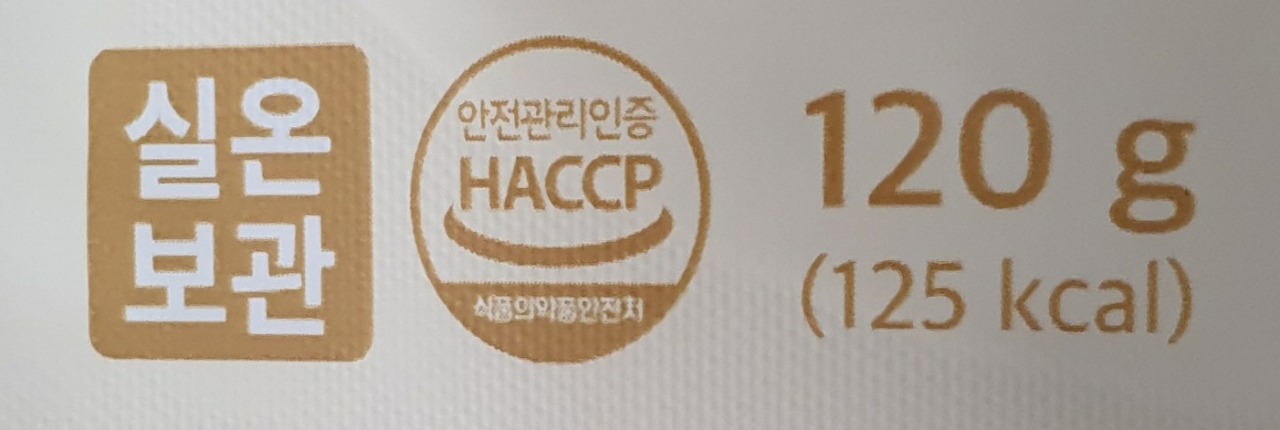 실온
보관
안전관리인증
HACCP
식품의약품안전처
120 g
(125 kcal)